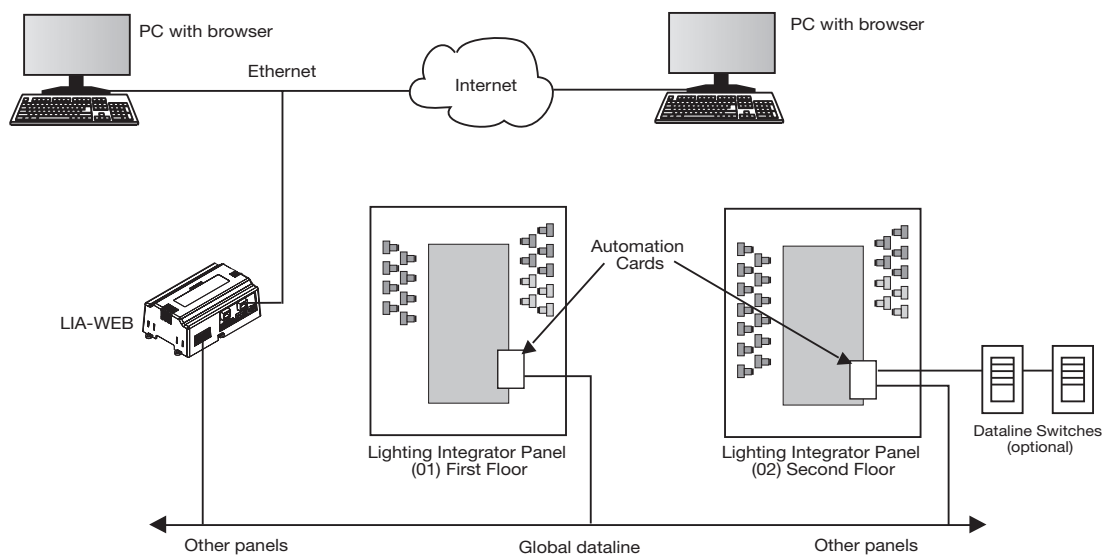 PC with browser
PC with browser
Ethernet
Internet
Automation
Cards
LIA-WEB
Dataline Switches
(optional)
Lighting Integrator Panel
(01) First Floor
Lighting Integrator Panel
(02) Second Floor
Other panels
Global dataline
Other panels